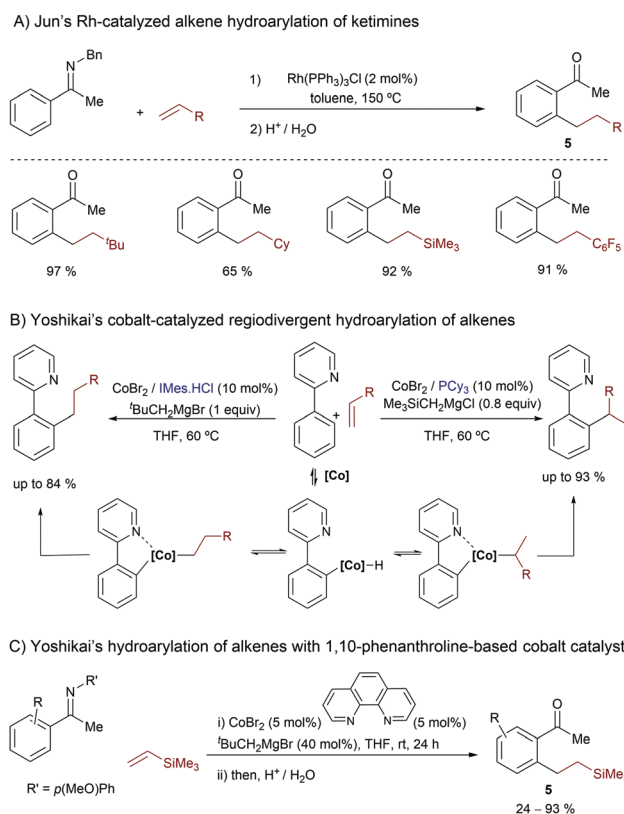 A) Jun's Rh-catalyzed alkene hydroarylation of ketimines
N Bn
Me
+
R
1) Rh(PPh3)3Cl (2 mol%)
toluene, 150 ºC
2) H+ / H2O
O
Me
R
5
O
Me
tBu
97 %
O
Me
Cy
65 %
O
Me
SiMe3
92 %
O
Me
C6F5
91 %
B) Yoshikai's cobalt-catalyzed regiodivergent hydroarylation of alkenes
N
R
up to 84 %
CoBr2 / IMes.HCl (10 mol%)
tBuCH2MgBr (1 equiv)
THF, 60 ºC
N
+
R
CoBr2 / PCy3 (10 mol%)
Me3SiCH2MgCl (0.8 equiv)
THF, 60 ºC
N
R
up to 93 %
[Co]
N
[Co]
R
N
[Co]-H
N
[Co]
R
C) Yoshikai's hydroarylation of alkenes with 1,10-phenanthroline-based cobalt catalyst
R
N R'
Me
R' = p(MeO)Ph
SiMe3
i) CoBr2 (5 mol%)
N N
(5 mol%)
tBuCH2MgBr (40 mol%), THF, rt, 24 h
ii) then, H+ / H2O
R
O
Me
SiMe
5
24 – 93 %